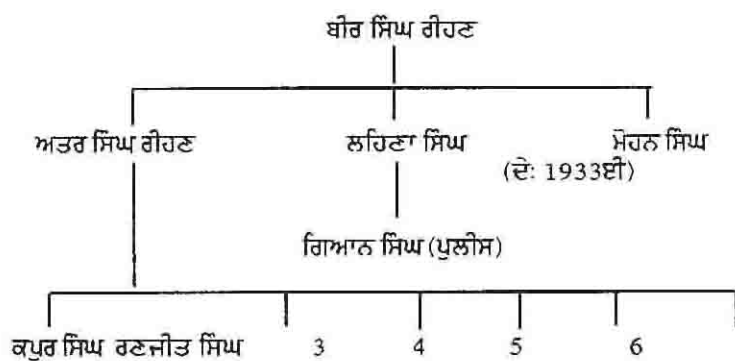 ਬੀਰ ਸਿੰਘ ਰੀਹਣ
ਅਤਰ ਸਿੰਘ ਰੀਹਣ ਲਹਿਣਾ ਸਿੰਘ ਮੋਹਨ ਸਿੰਘ
(ਦੇ: 1933ਈ)
ਗਿਆਨ ਸਿੰਘ (ਪੁਲੀਸ)
ਕਪੂਰ ਸਿੰਘ ਰਣਜੀਤ ਸਿੰਘ 3 4 5 6